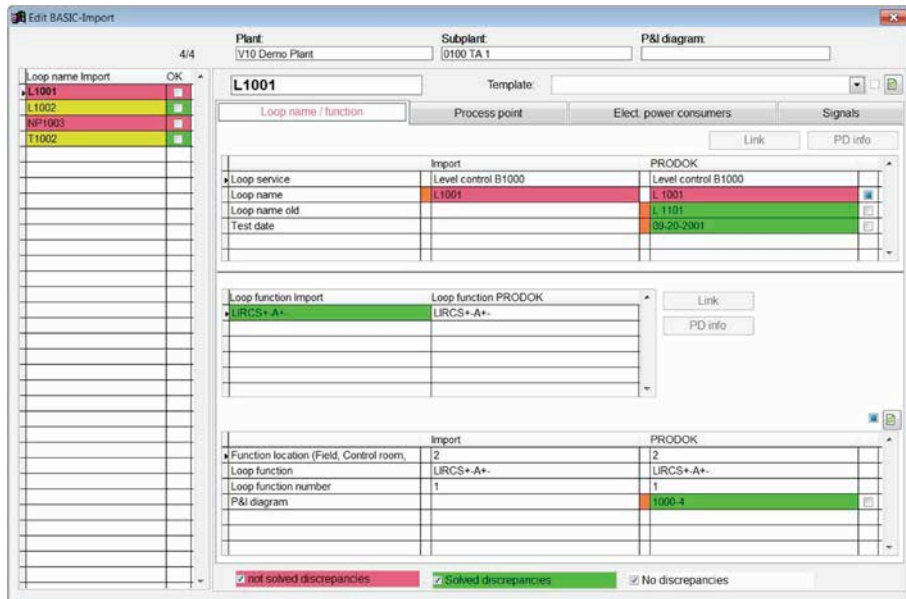 Edit BASIC-Import
Plant: Subplant: P&I diagram:
4/4 V10 Demo Plant 0100 TA 1
Loop name Import OK
L1001
L1002
NP1003
T1002
L1001 Template:
Loop name / function Process point Elect. power consumers Signals
Link PD info
Import PRODOK
Loop service Level control B1000 Level control B1000
Loop name L1001 L 1001
Loop name old L 1101
Test date 09-20-2001
Loop function Import Loop function PRODOK
LIRCS+-A+- LIRCS+-A+-
Link
PD info
Import PRODOK
Function location (Field, Control room, 2 2
Loop function LIRCS+-A+- LIRCS+-A+-
Loop function number 1 1
P&I diagram 1000-4
not solved discrepancies Solved discrepancies No discrepancies